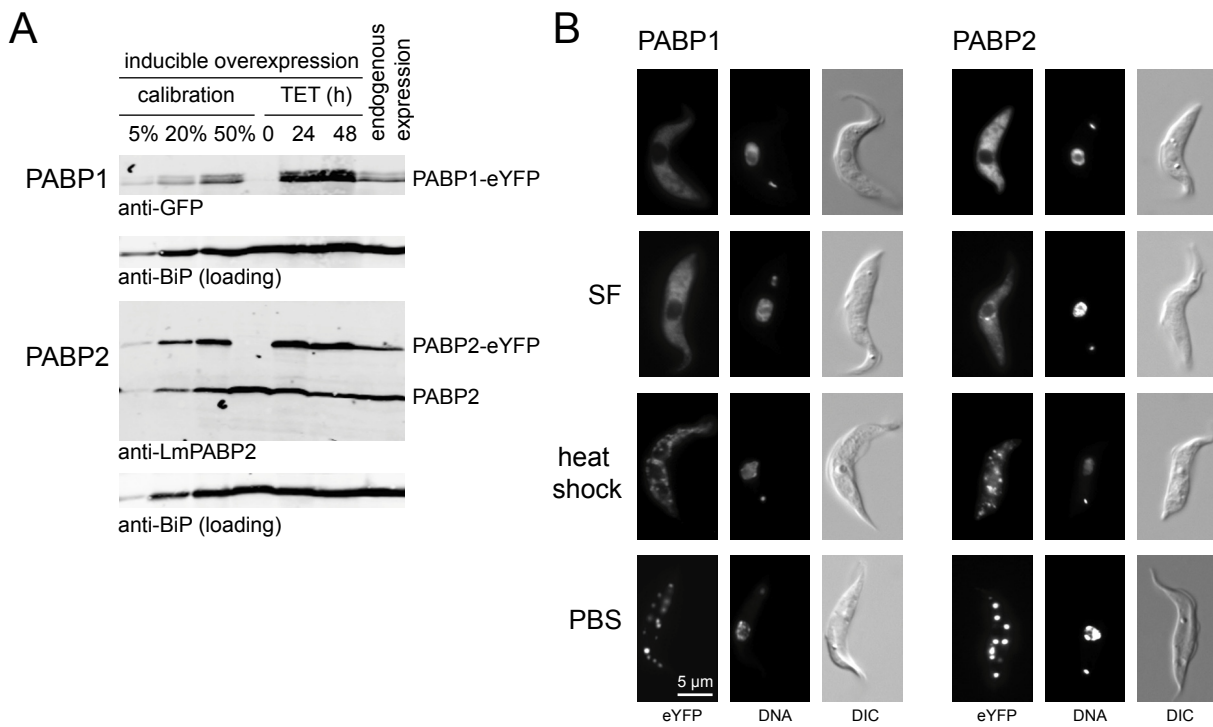 A
inducible overexpression
endogenous
expression
calibration
TET (h)
5% 20% 50% 0 24 48
PABP1
PABP1-eYFP
anti-GFP
anti-BiP (loading)
PABP2
PABP2-eYFP
PABP2
anti-LmPABP2
anti-BiP (loading)
B
PABP1 PABP2
SF
heat
shock
PBS
5 µm
eYFP DNA DIC eYFP DNA DIC